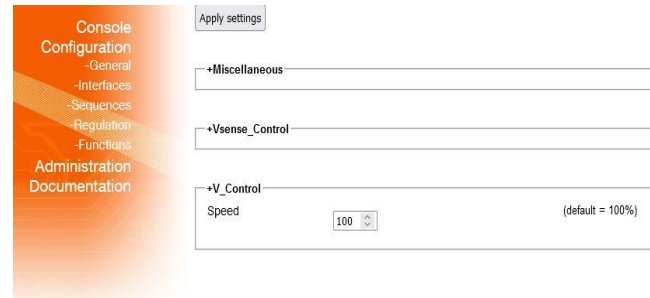 Console
Configuration
-General
-Interfaces
-Sequences
-Regulation
-Functions
Administration
Documentation
Apply settings
+Miscellaneous
+Vsense_Control
+V_Control
Speed 100 (default = 100%)